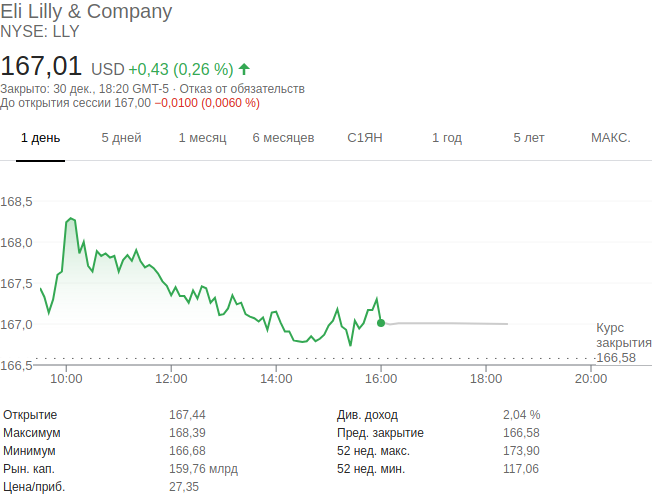 Eli Lilly & Company
NYSE: LLY
167,01 USD +0,43 (0,26 %)
Закрыто: 30 дек., 18:20 GMT-5 · Отказ от обязательств
До открытия сессии 167,00 −0,0100 (0,0060 %)
1 день 5 дней 1 месяц 6 месяцев С1ЯН 1 год 5 лет МАКС.
168,5
168,0
167,5
167,0
Курс
закрытия
166,58
166,5
10:00 12:00 14:00 16:00 18:00 20:00
Открытие 167,44 Див. доход 2,04 %
Максимум 168,39 Пред. закрытие 166,58
Минимум 166,68 52 нед. макс. 173,90
Рын. кап. 159,76 млрд 52 нед. мин. 117,06
Цена/приб. 27,35